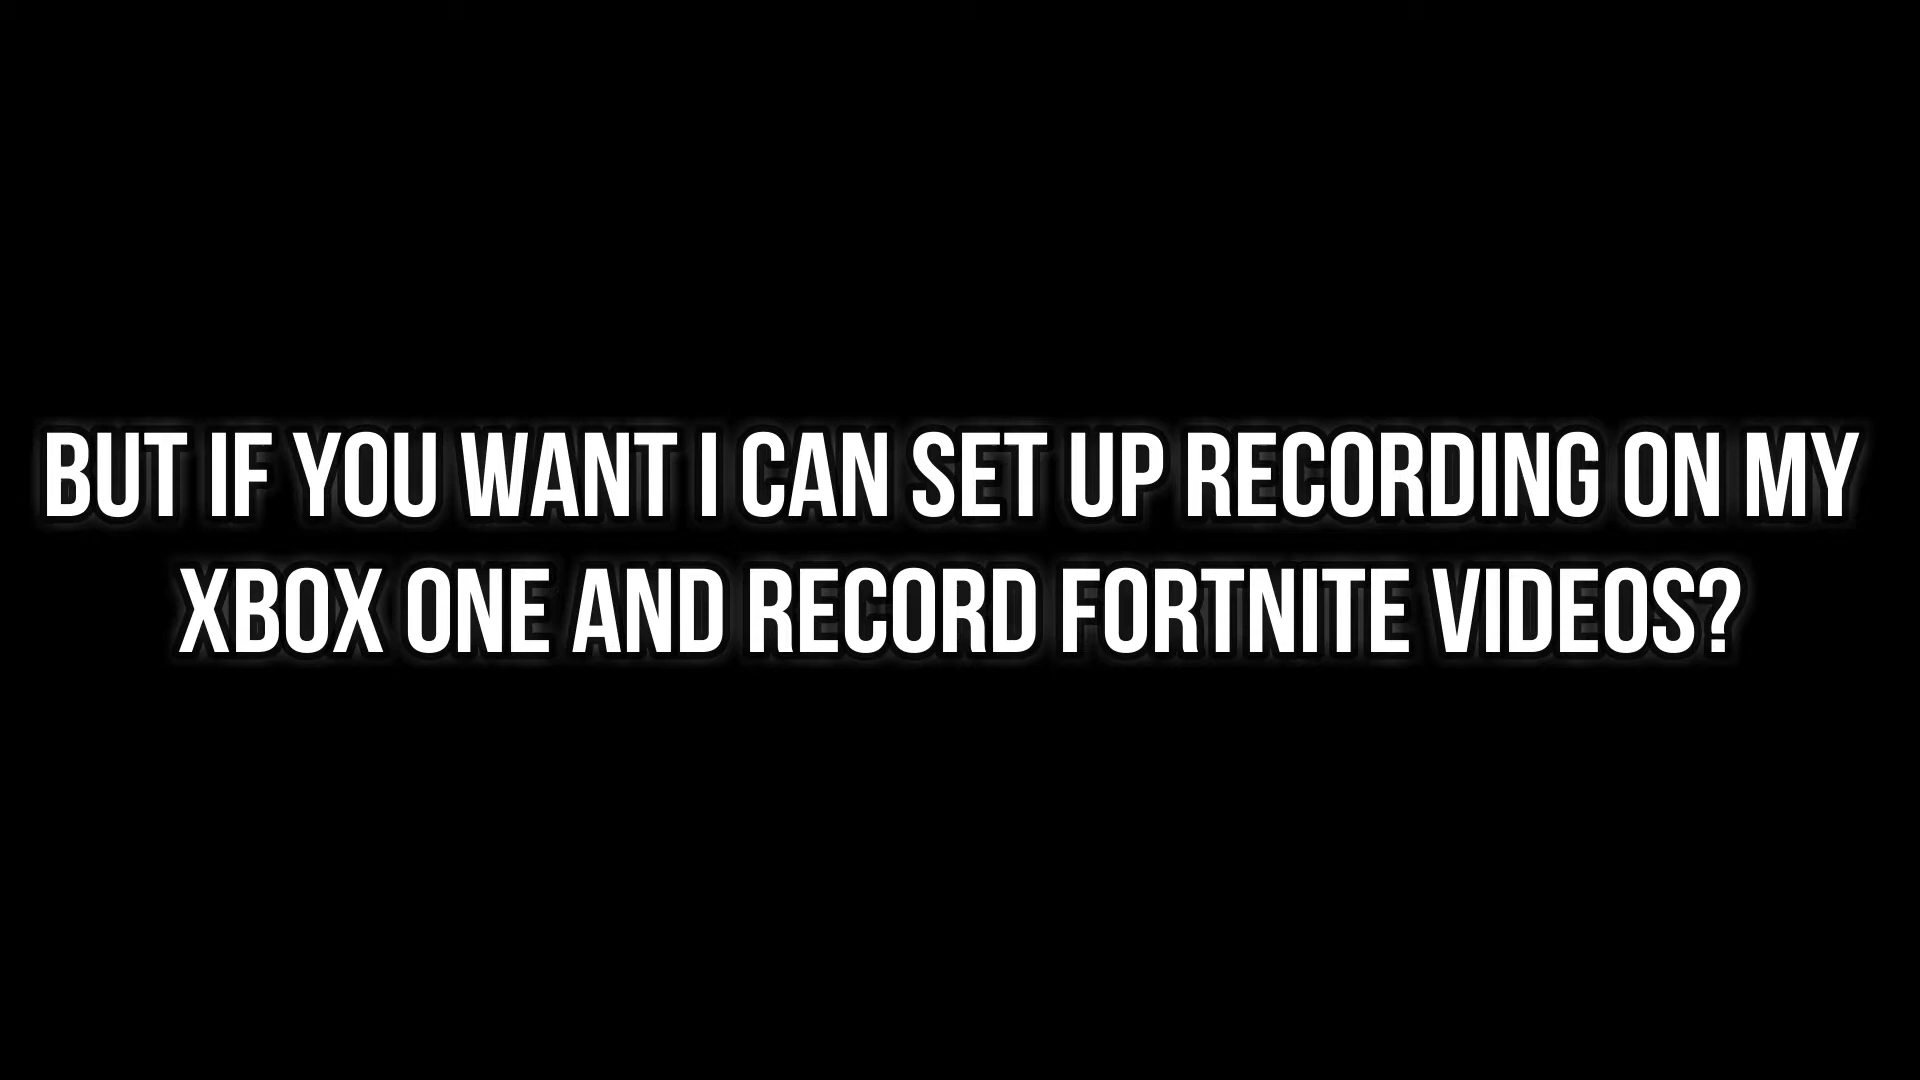 BUT IF YOU WANT I CAN SET UP RECORDING ON MY
XBOX ONE AND RECORD FORTNITE VIDEOS?